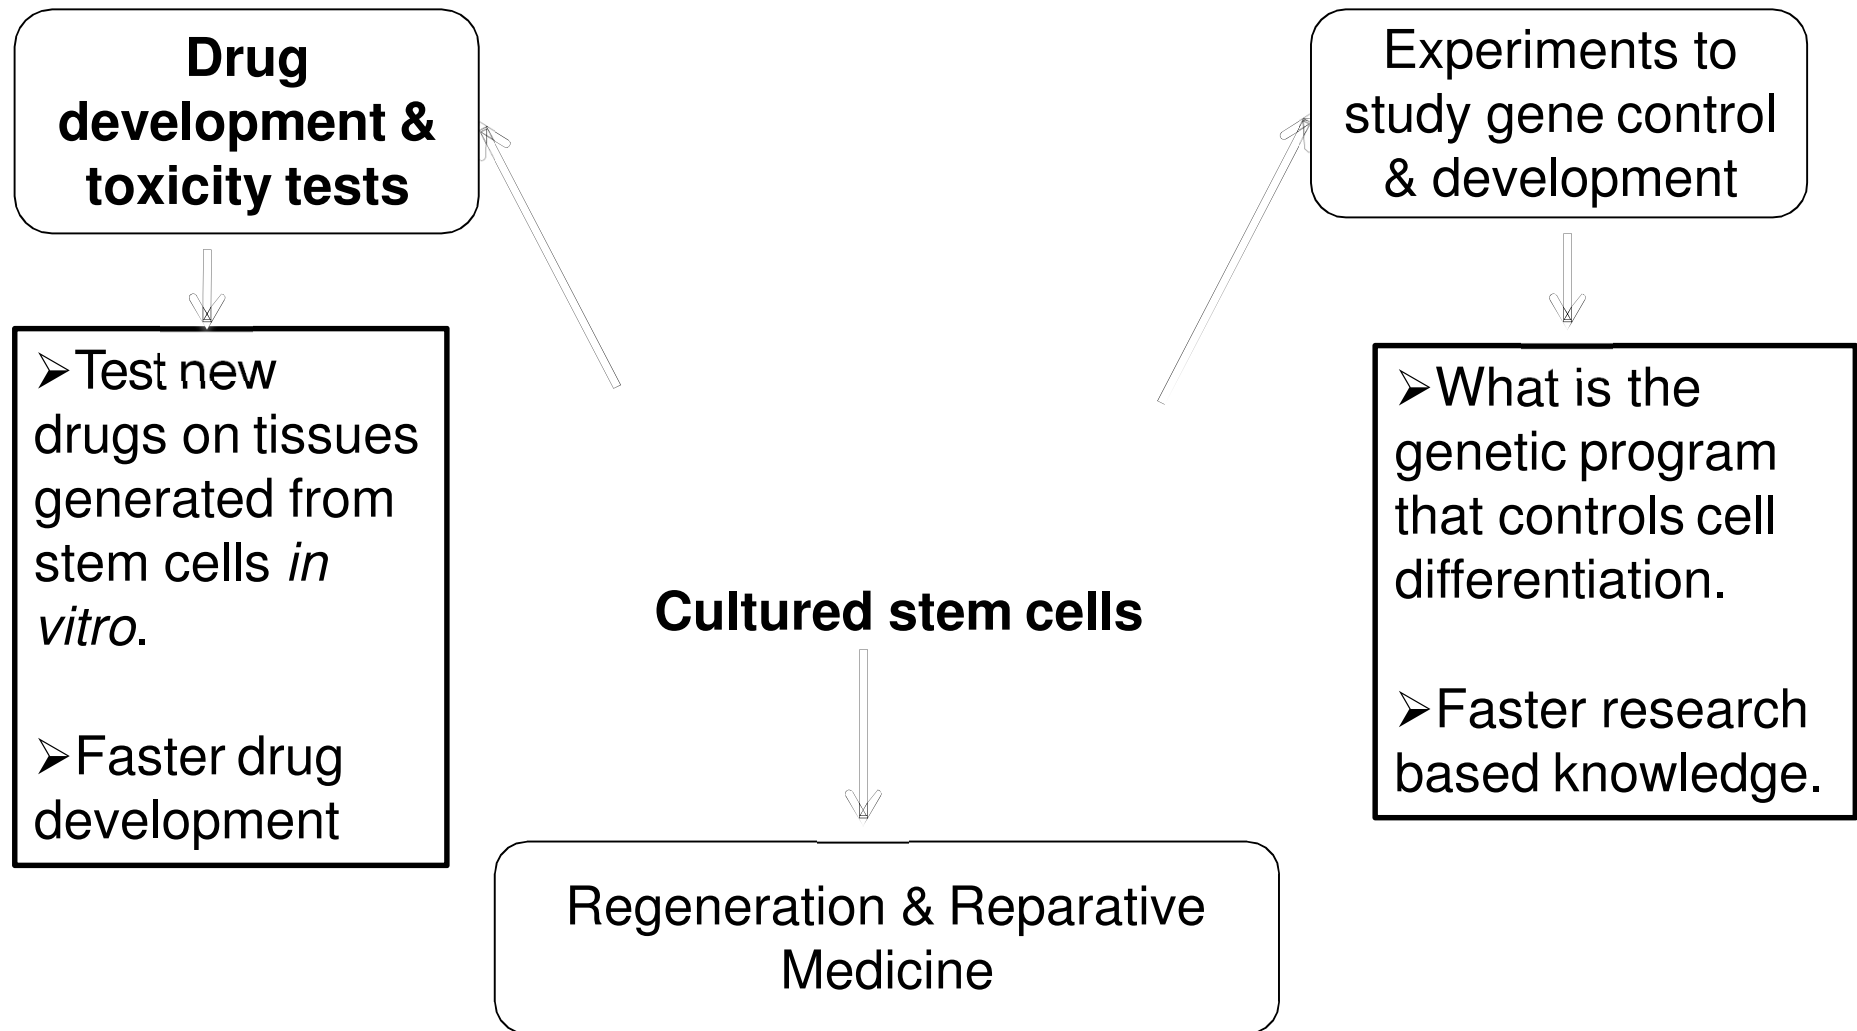 Drug
development &
toxicity tests
Experiments to
study gene control
& development
➢Test new
drugs on tissues
generated from
stem cells in
vitro.
➢Faster drug
development
➢What is the
genetic program
that controls cell
differentiation.
➢Faster research
based knowledge.
Cultured stem cells
Regeneration & Reparative
Medicine